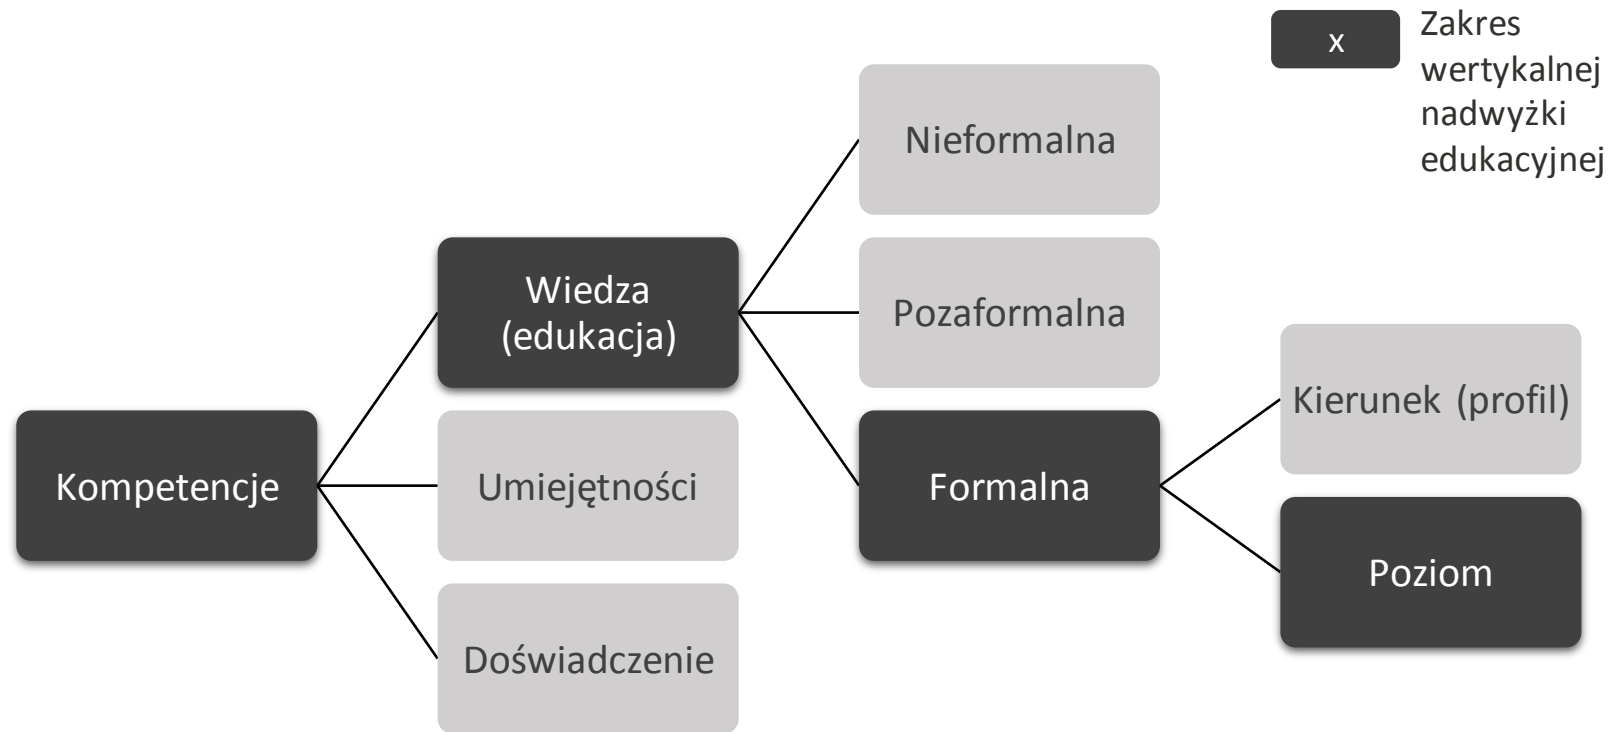 x
Zakres
wertykalnej
nadwyżki
edukacyjnej
Nieformalna
Wiedza
(edukacja)
Pozaformalna
Kierunek (profil)
Kompetencje
Umiejętności
Formalna
Poziom
Doświadczenie